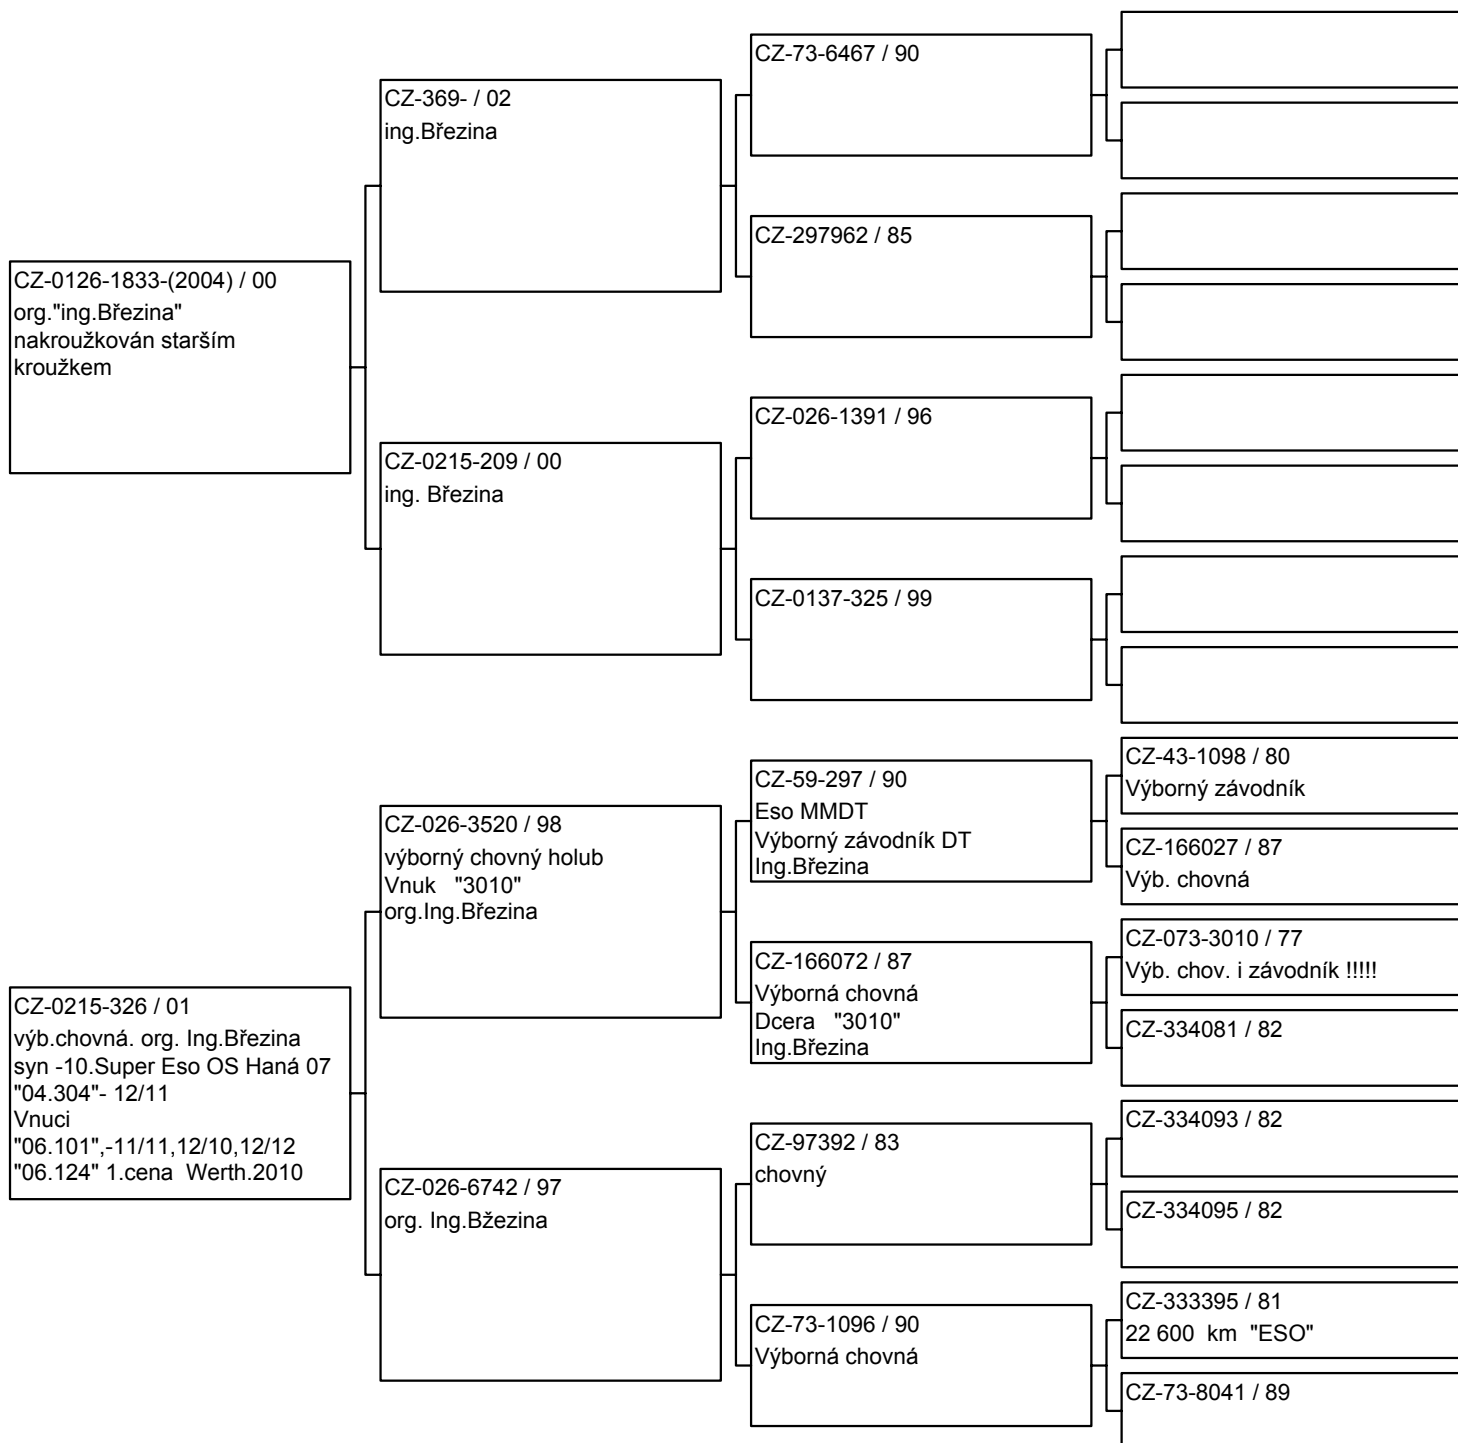 CZ-0126-1833-(2004) / 00
org."ing.Březina"
nakroužkován starším
kroužkem
CZ-0215-326 / 01
výb.chovná. org. Ing.Březina
syn -10.Super Eso OS Haná 07
"04.304"- 12/11
Vnuci
"06.101",-11/11,12/10,12/12
"06.124" 1.cena  Werth.2010
CZ-369- / 02
ing.Březina
CZ-0215-209 / 00
ing. Březina
CZ-026-3520 / 98
výborný chovný holub
Vnuk   "3010"
org.Ing.Březina
CZ-026-6742 / 97
org. Ing.Bžezina
CZ-73-6467 / 90
CZ-297962 / 85
CZ-026-1391 / 96
CZ-0137-325 / 99
CZ-59-297 / 90
Eso MMDT
Výborný závodník DT
Ing.Březina
CZ-166072 / 87
Výborná chovná
Dcera   "3010"
Ing.Březina
CZ-97392 / 83
chovný
CZ-73-1096 / 90
Výborná chovná
CZ-43-1098 / 80
Výborný závodník
CZ-166027 / 87
Výb. chovná
CZ-073-3010 / 77
Výb. chov. i závodník !!!!!
CZ-334081 / 82
CZ-334093 / 82
CZ-334095 / 82
CZ-333395 / 81
22 600  km  "ESO"
CZ-73-8041 / 89